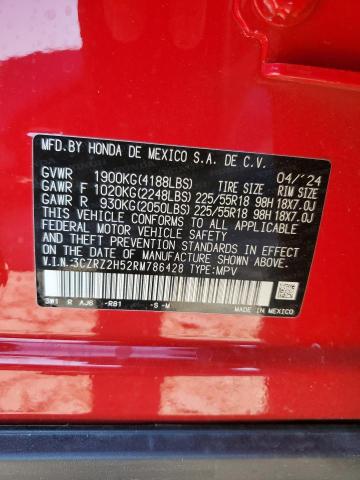 MFD.BY HONDA DE MEXICO S.A. DE C.V.
04/'24
GVWR 1900KG(4188LBS) TIRE SIZE RIM SIZE
GAWR F 1020KG(2248LBS) 225/55R18 98H 18X7.0J
GAWR R 930KG(2050LBS) 225/55R18 98H 18X7.0J
THIS VEHICLE CONFORMS TO ALL APPLICABLE
FEDERAL MOTOR VEHICLE SAFETY AND THEFT
PREVENTION STANDARDS IN EFFECT ON THE DATE
OF MANUFACTURE SHOWN ABOVE.
V.I.N.:3CZRZ2H52RM786428 TYPE:MPV
3W1 R AJ6 -R81 -S -M
MADE IN MEXICO